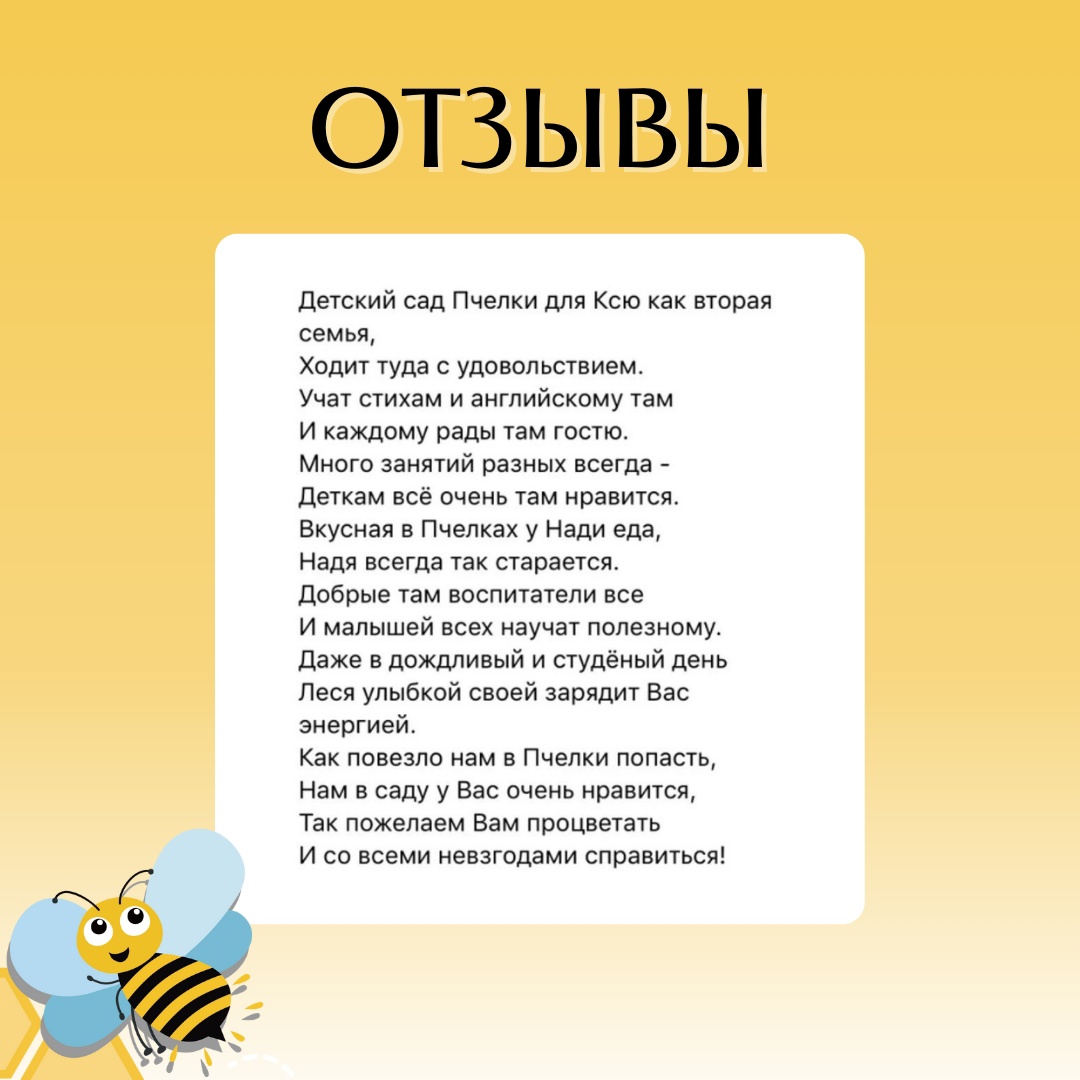 ОТЗЫВЫ
Детский сад Пчелки для Ксю как вторая
семья,
Ходит туда с удовольствием.
Учат стихам и английскому там
И каждому рады там гостю.
Много занятий разных всегда -
Деткам всё очень там нравится.
Вкусная в Пчелках у Нади еда,
Надя всегда так старается.
Добрые там воспитатели все
И малышей всех научат полезному.
Даже в дождливый и студёный день
Леся улыбкой своей зарядит Вас
энергией.
Как повезло нам в Пчелки попасть,
Нам в саду у Вас очень нравится,
Так пожелаем Вам процветать
И со всеми невзгодами справиться!